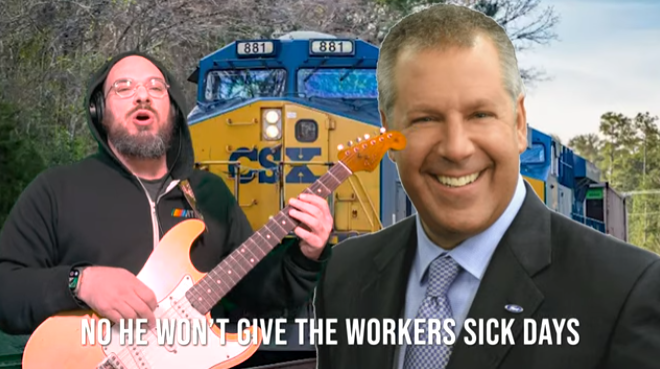 881 881
CSX
NO HE WON'T GIVE THE WORKERS SICK DAYS